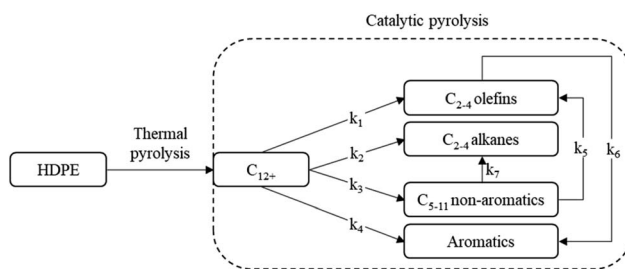 Catalytic pyrolysis
Thermal
pyrolysis
HDPE
C₁₂₊
k₁
k₂
k₃
k₄
C₂₋₄ olefins
C₂₋₄ alkanes
k₇
C₅₋₁₁ non-aromatics
Aromatics
k₅
k₆